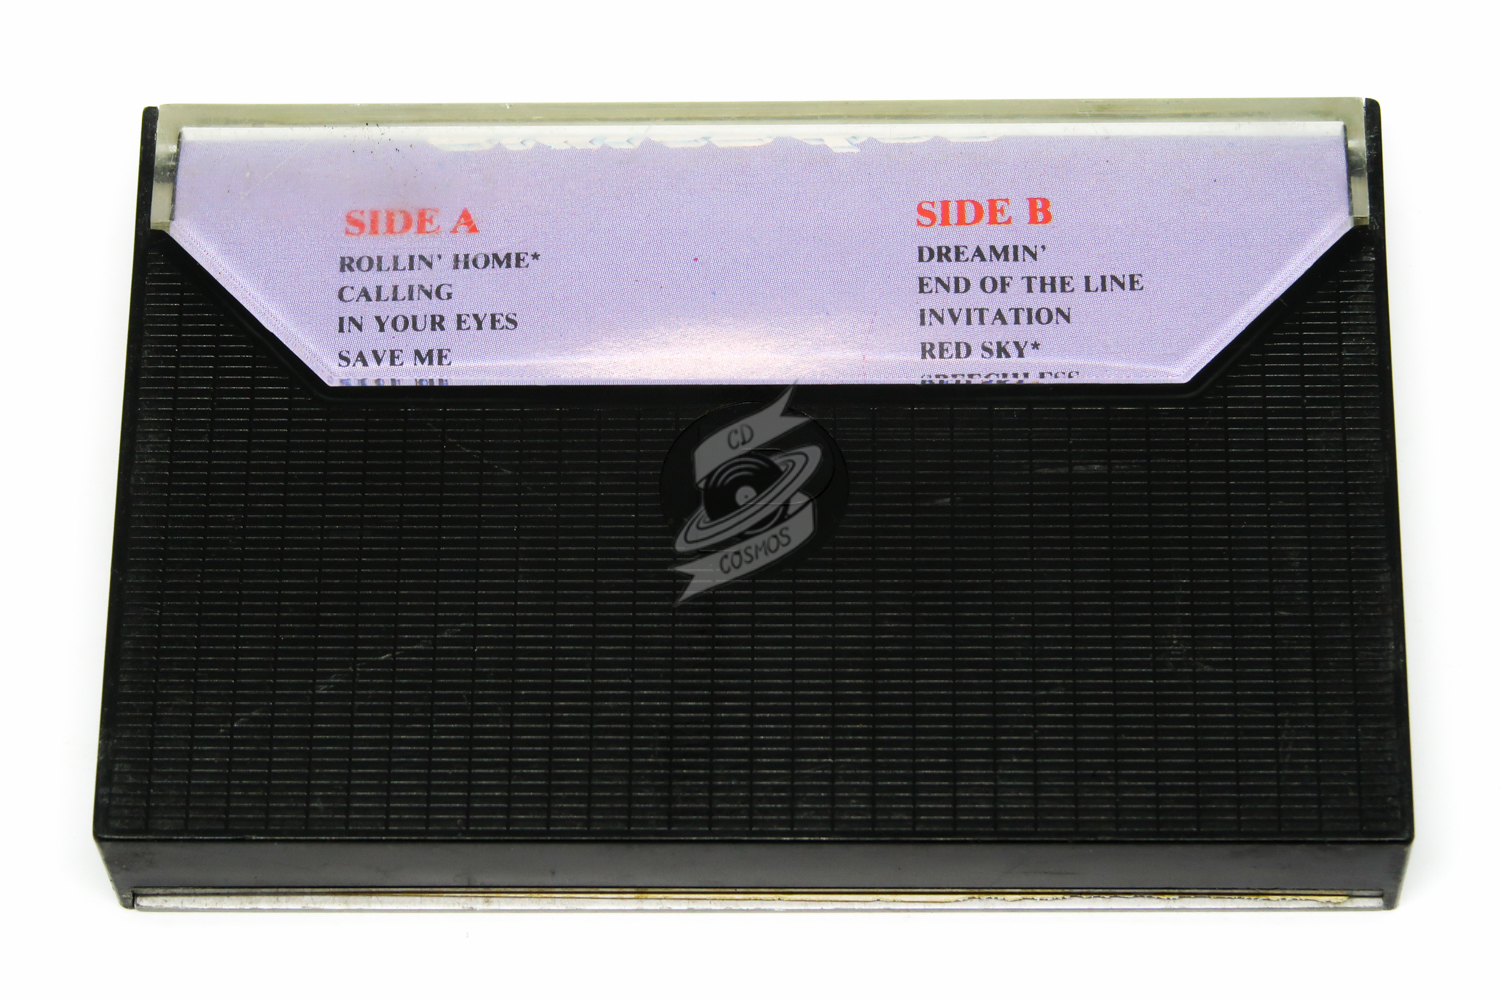 SIDE A
ROLLIN' HOME*
CALLING
IN YOUR EYES
SAVE ME
SIDE B
DREAMIN'
END OF THE LINE
INVITATION
RED SKY*
CD
COSMOS